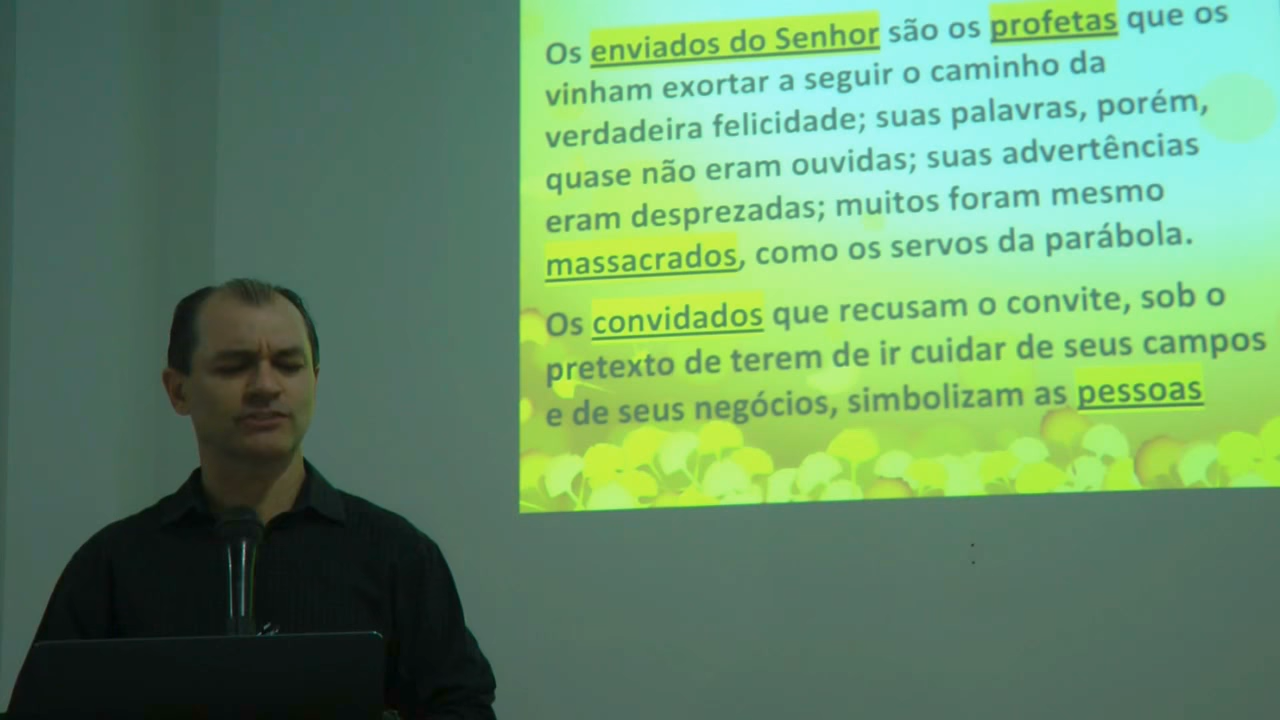 Os enviados do Senhor são os profetas que os
vinham exortar a seguir o caminho da
verdadeira felicidade; suas palavras, porém,
quase não eram ouvidas; suas advertências
eram desprezadas; muitos foram mesmo
massacrados, como os servos da parábola.
Os convidados que recusam o convite, sob o
pretexto de terem de ir cuidar de seus campos
e de seus negócios, simbolizam as pessoas